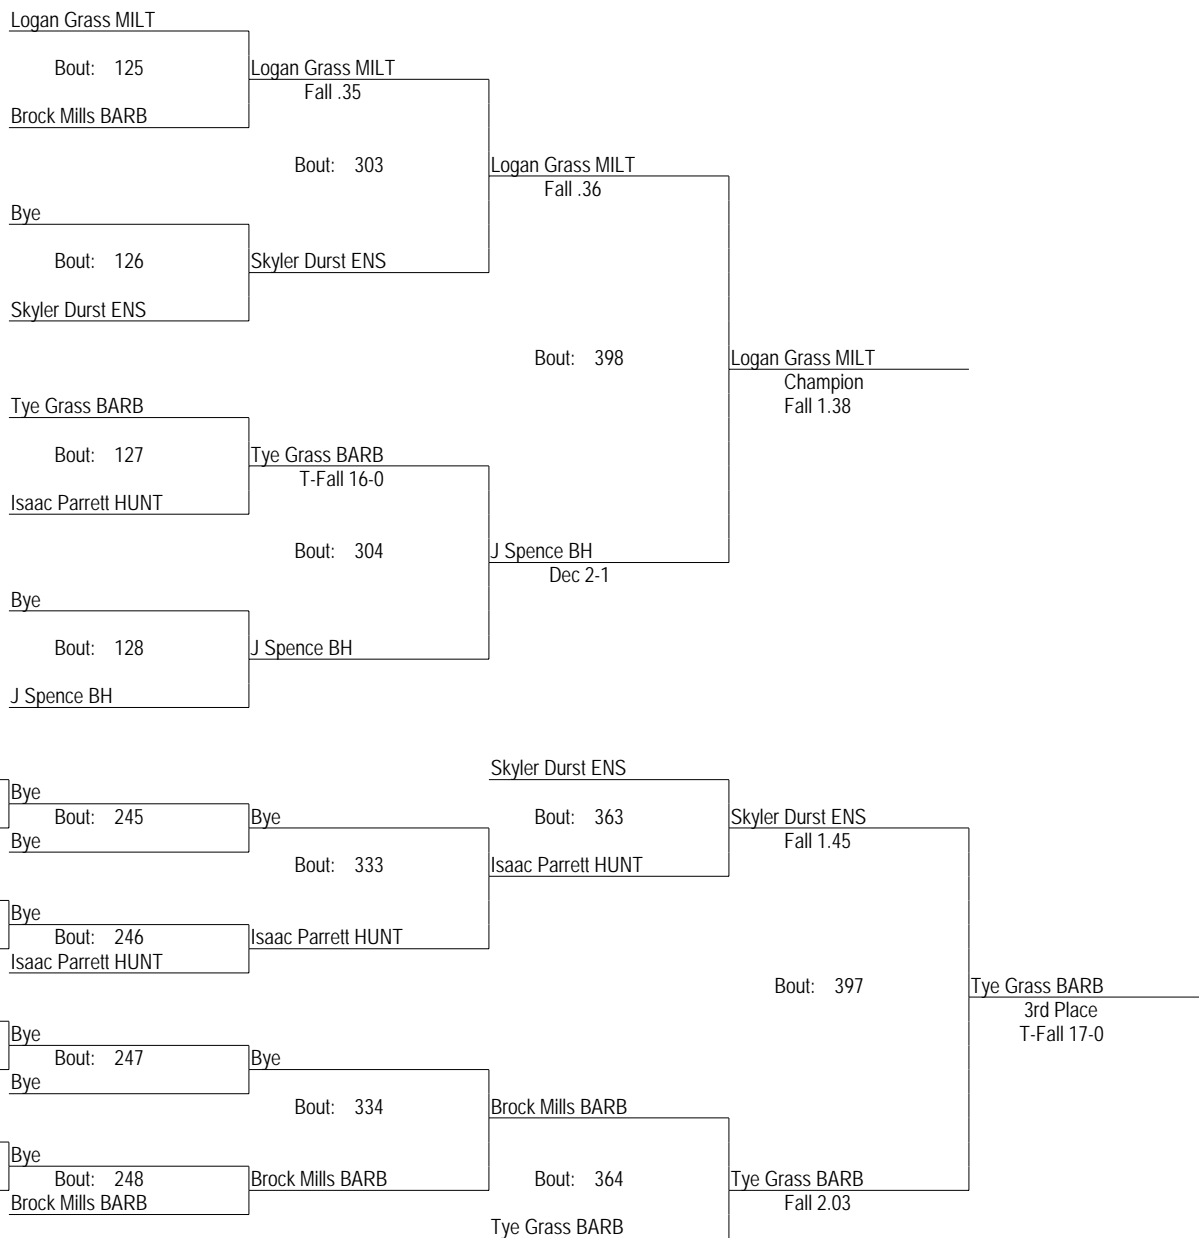 Logan Grass MILT
Bout: 125
Logan Grass MILT
Fall .35
Brock Mills BARB
Bout: 303
Logan Grass MILT
Fall .36
Bye
Bout: 126
Skyler Durst ENS
Skyler Durst ENS
Bout: 398
Logan Grass MILT
Champion
Fall 1.38
Tye Grass BARB
Bout: 127
Tye Grass BARB
T-Fall 16-0
Isaac Parrett HUNT
Bout: 304
J Spence BH
Dec 2-1
Bye
Bout: 128
J Spence BH
J Spence BH
Skyler Durst ENS
Bye
Bout: 245
Bye
Bout: 363
Skyler Durst ENS
Fall 1.45
Bye
Bout: 333
Isaac Parrett HUNT
Bye
Bout: 246
Isaac Parrett HUNT
Isaac Parrett HUNT
Bout: 397
Tye Grass BARB
3rd Place
T-Fall 17-0
Bye
Bout: 247
Bye
Bye
Bout: 334
Brock Mills BARB
Bye
Bout: 248
Brock Mills BARB
Bout: 364
Tye Grass BARB
Fall 2.03
Brock Mills BARB
Tye Grass BARB